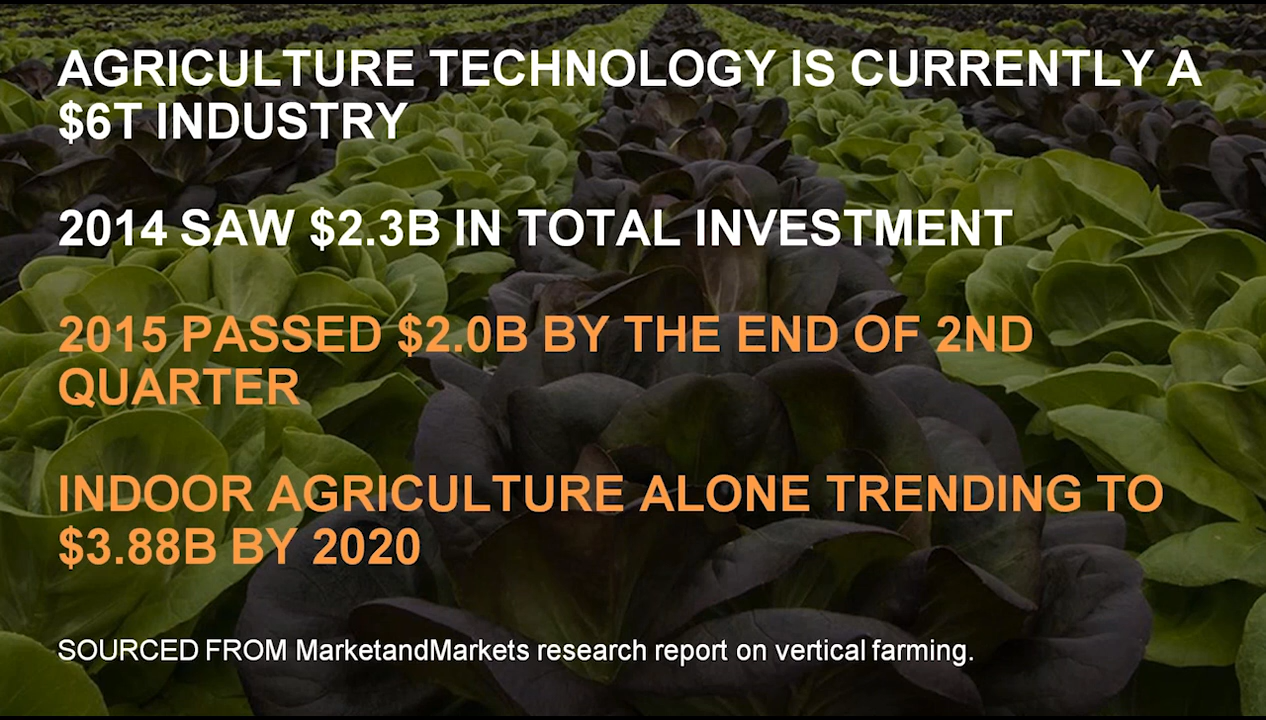 AGRICULTURE TECHNOLOGY IS CURRENTLY A
$6T INDUSTRY
2014 SAW $2.3B IN TOTAL INVESTMENT
2015 PASSED $2.0B BY THE END OF 2ND
QUARTER
INDOOR AGRICULTURE ALONE TRENDING TO
$3.88B BY 2020
SOURCED FROM MarketandMarkets research report on vertical farming.